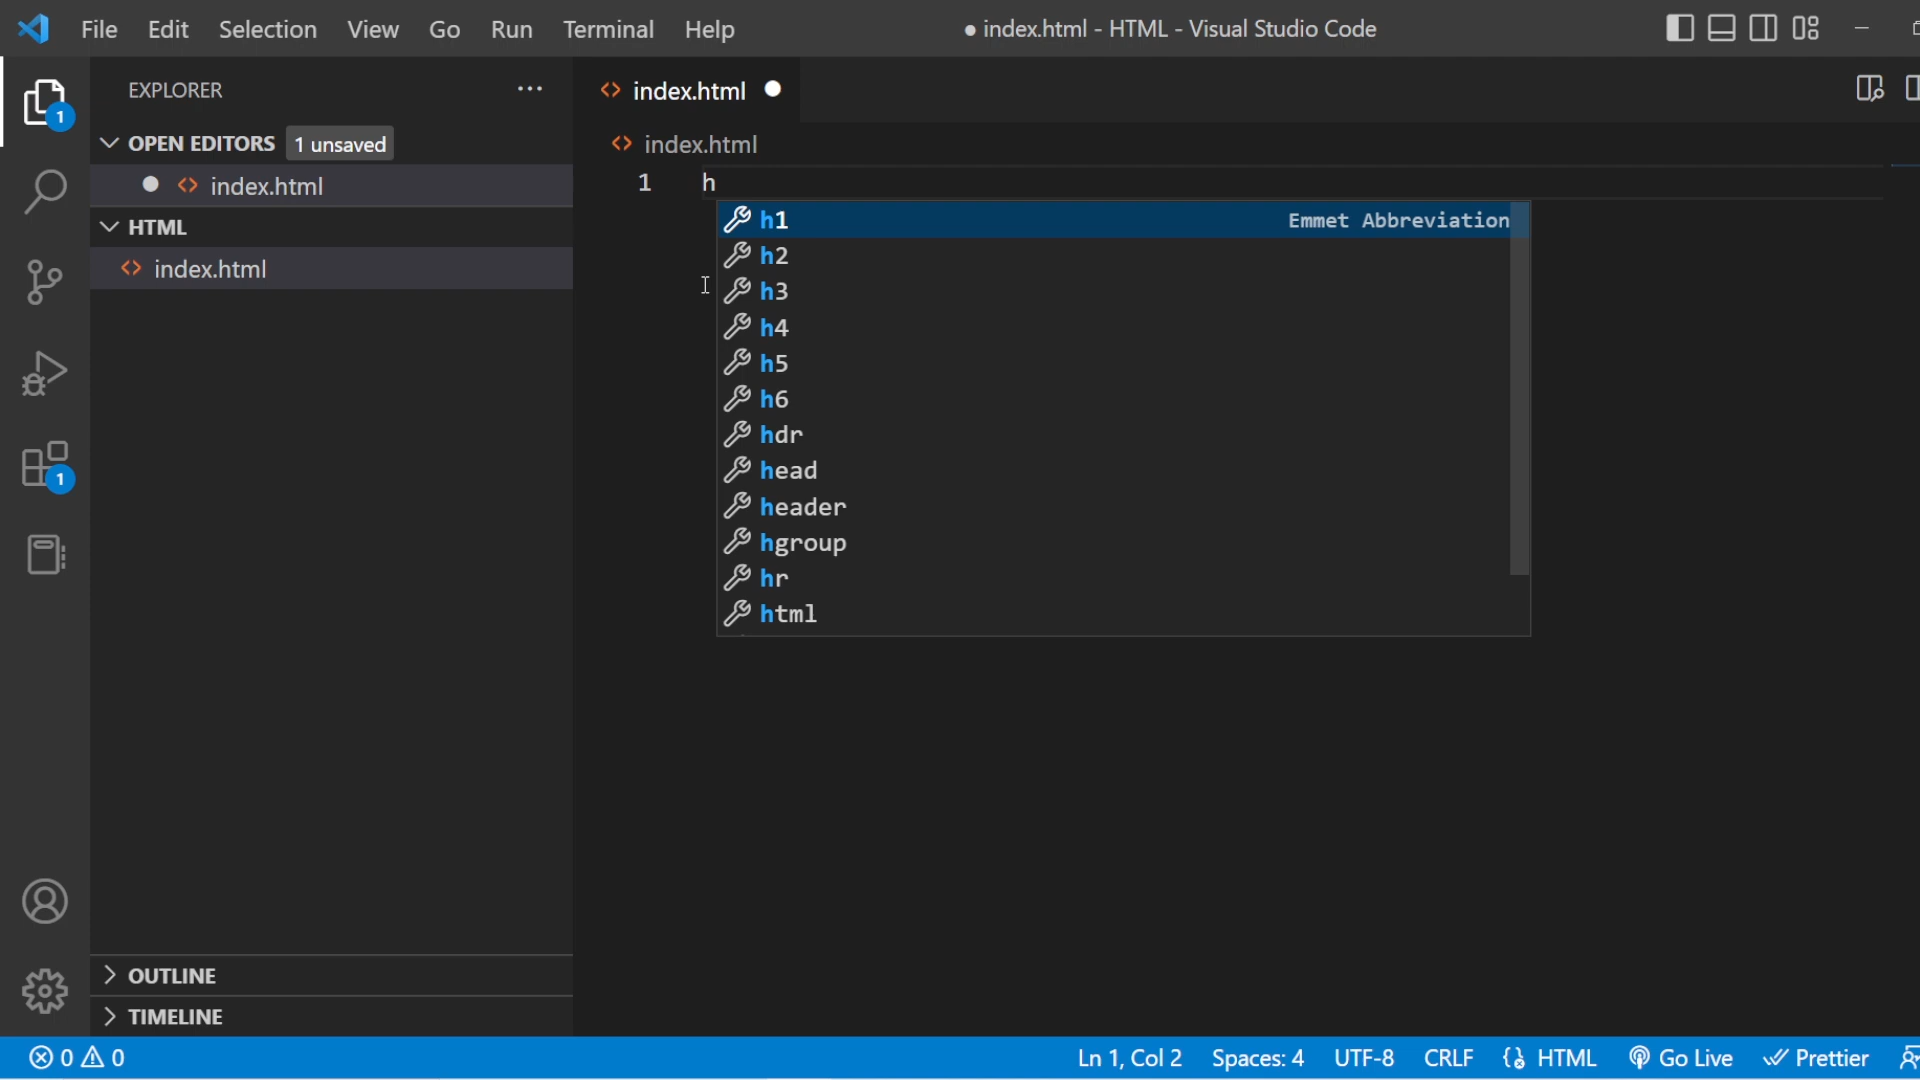 File Edit Selection View Go Run Terminal Help ● index.html - HTML - Visual Studio Code
EXPLORER ···
index.html
1
OPEN EDITORS 1 unsaved
index.html
index.html
1 h
HTML
index.html
h1 Emmet Abbreviation
h2
h3
h4
h5
h6
hdr
head
header
hgroup
hr
html
1
OUTLINE
TIMELINE
0 0 Ln 1, Col 2 Spaces: 4 UTF-8 CRLF HTML Go Live Prettier